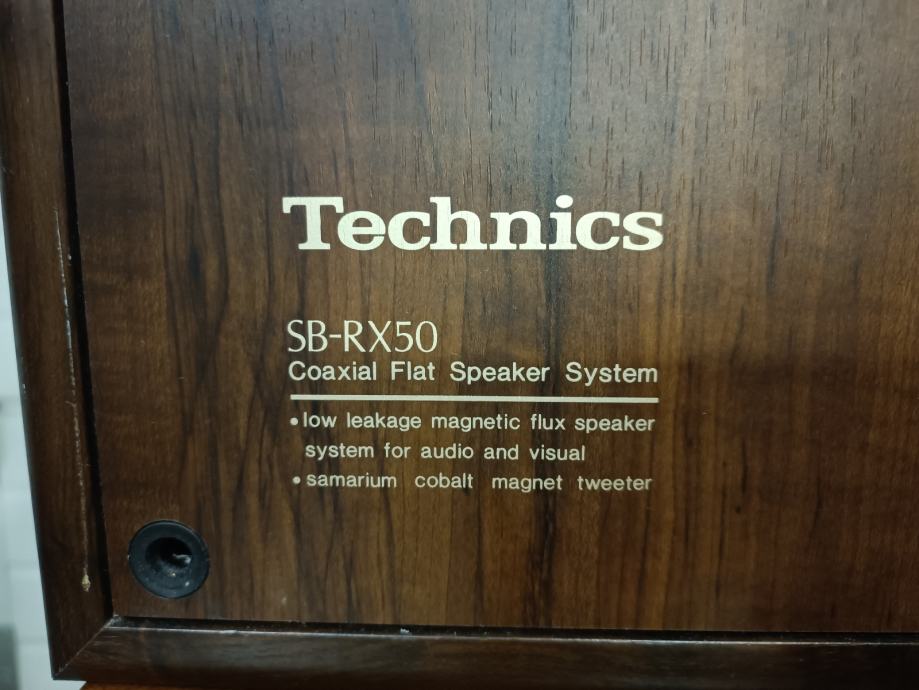 Technics
SB-RX50
Coaxial Flat Speaker System
• low leakage magnetic flux speaker
system for audio and visual
• samarium cobalt magnet tweeter